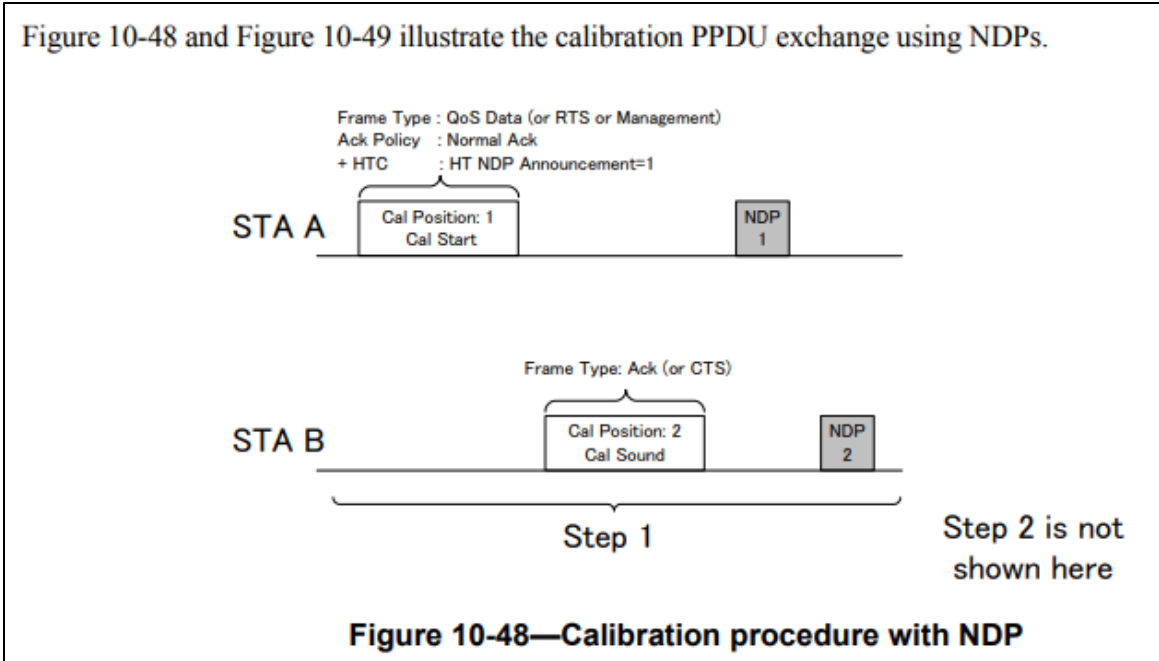 Figure 10-48 and Figure 10-49 illustrate the calibration PPDU exchange using NDPs.
Frame Type : QoS Data (or RTS or Management)
Ack Policy : Normal Ack
+ HTC : HT NDP Announcement=1
STA A
Cal Position: 1
Cal Start
NDP
1
Frame Type: Ack (or CTS)
STA B
Cal Position: 2
Cal Sound
NDP
2
Step 1
Step 2 is not
shown here
Figure 10-48—Calibration procedure with NDP